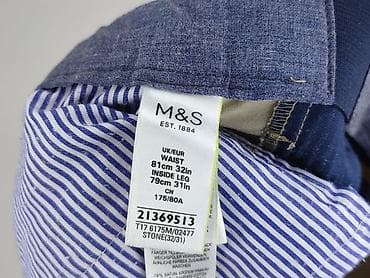 M&S
EST. 1884
UK/EUR
WAIST
81cm 32in
INSIDE LEG
79cm 31in
CN
175/80A
21369513
T17 6175M/02477
STONE(32/31)